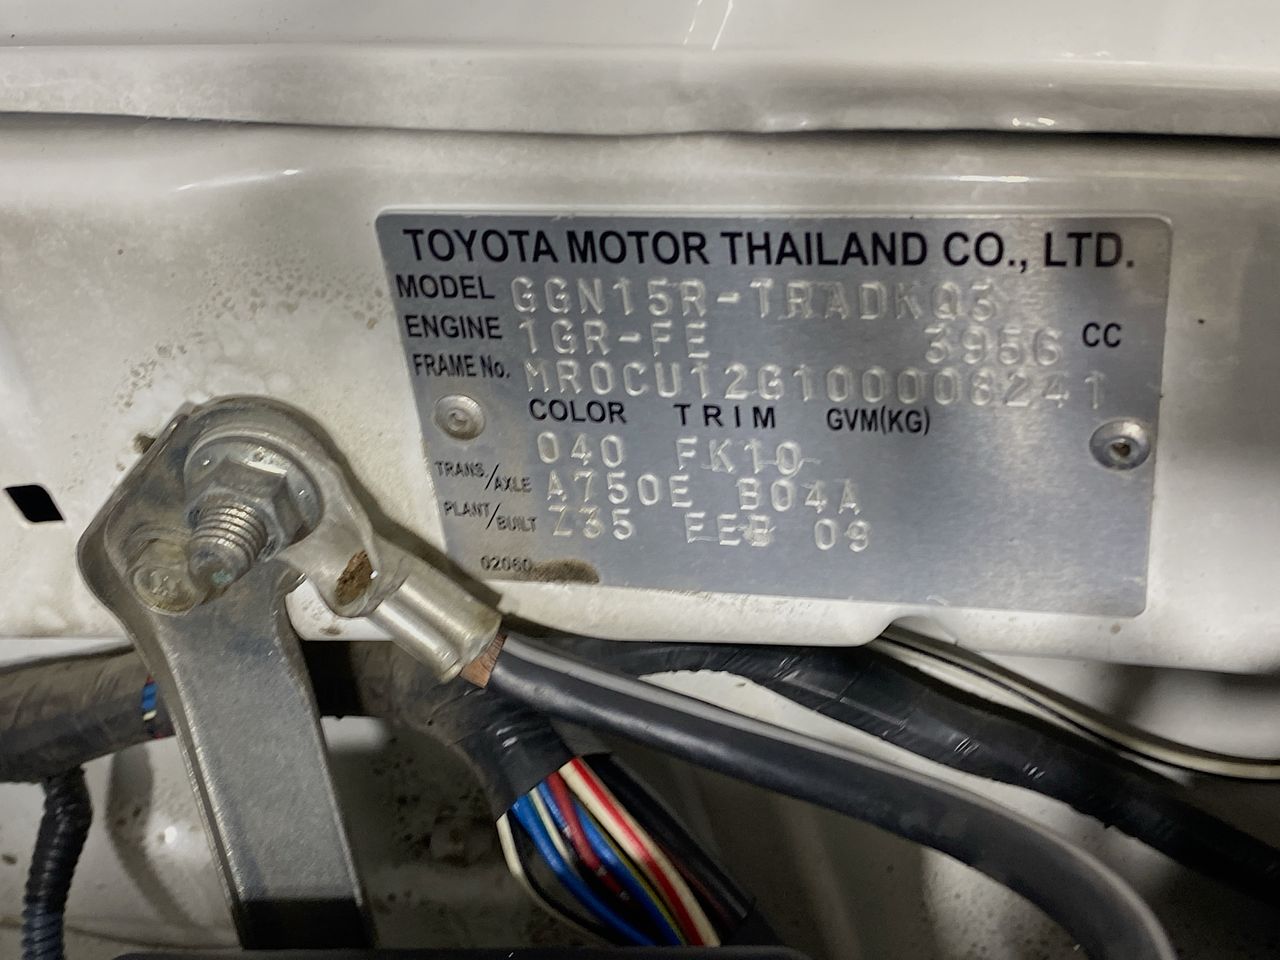 TOYOTA MOTOR THAILAND CO., LTD.
MODEL GGN15R-TRADKQ3
ENGINE 1GR-FE 3956 CC
FRAME No. MR0CU12G100008241
COLOR TRIM GVM(KG)
040 FK10
TRANS./AXLE A750E B04A
PLANT/BUILT Z35 EEB 09
02060